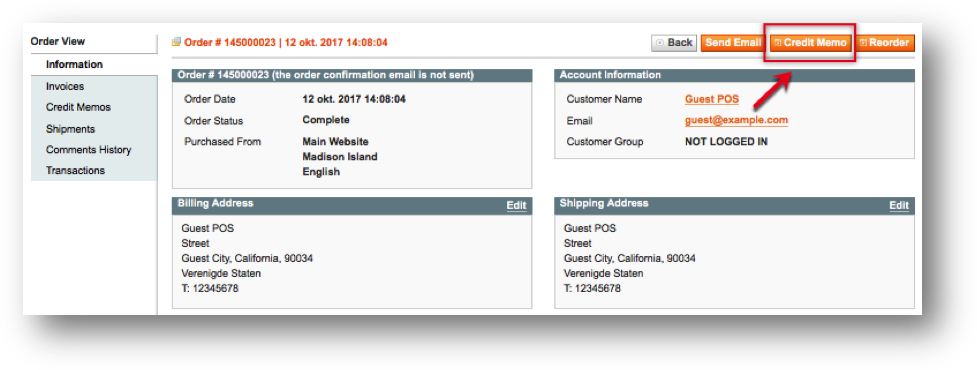 Order View
Information
Invoices
Credit Memos
Shipments
Comments History
Transactions
Order # 145000023 | 12 okt. 2017 14:08:04
Back Send Email Credit Memo Reorder
Order # 145000023 (the order confirmation email is not sent)
Order Date 12 okt. 2017 14:08:04
Order Status Complete
Purchased From Main Website
Madison Island
English
Account Information
Customer Name Guest POS
Email guest@example.com
Customer Group NOT LOGGED IN
Billing Address Edit
Guest POS
Street
Guest City, California, 90034
Verenigde Staten
T: 12345678
Shipping Address Edit
Guest POS
Street
Guest City, California, 90034
Verenigde Staten
T: 12345678